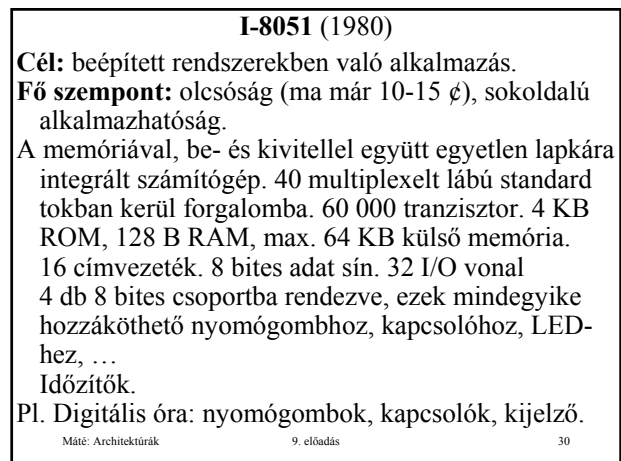 I-8051 (1980)
Cél: beépített rendszerekben való alkalmazás.
Fő szempont: olcsóság (ma már 10-15 ¢), sokoldalú
alkalmazhatóság.
A memóriával, be- és kivitellel együtt egyetlen lapkára
integrált számítógép. 40 multiplexelt lábú standard
tokban kerül forgalomba. 60 000 tranzisztor. 4 KB
ROM, 128 B RAM, max. 64 KB külső memória.
16 címvezeték. 8 bites adat sín. 32 I/O vonal
4 db 8 bites csoportba rendezve, ezek mindegyike
hozzáköthető nyomógombhoz, kapcsolóhoz, LED-
hez, …
Időzítők.
Pl. Digitális óra: nyomógombok, kapcsolók, kijelző.
Máté: Architektúrák 9. előadás 30